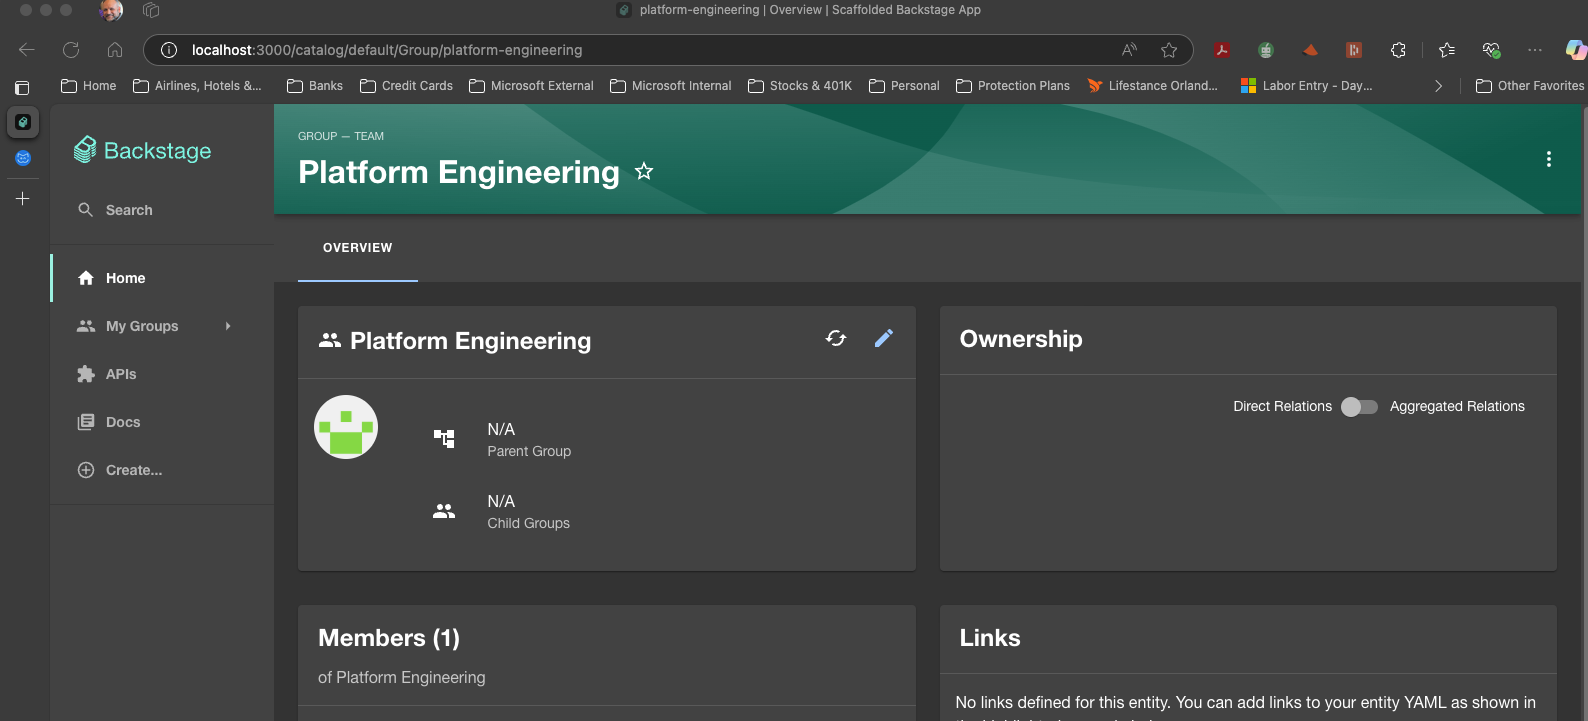 platform-engineering | Overview | Scaffolded Backstage App
localhost:3000/catalog/default/Group/platform-engineering
Home
Airlines, Hotels &...
Banks
Credit Cards
Microsoft External
Microsoft Internal
Stocks & 401K
Personal
Protection Plans
Lifestance Orland...
Labor Entry - Day...
Other Favorites
Backstage
Search
Home
My Groups
APIs
Docs
Create...
GROUP — TEAM
Platform Engineering
OVERVIEW
Platform Engineering
N/A
Parent Group
N/A
Child Groups
Ownership
Direct Relations
Aggregated Relations
Members (1)
of Platform Engineering
Links
No links defined for this entity. You can add links to your entity YAML as shown in